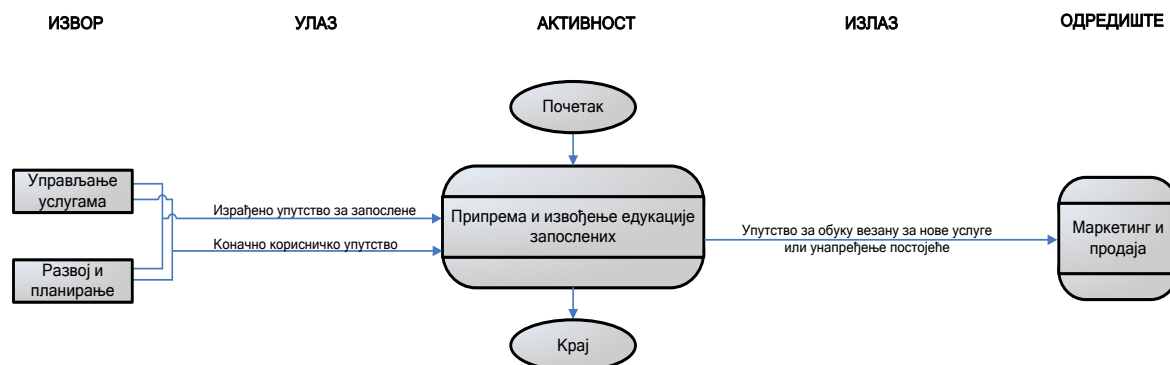 ИЗВОР
УЛАЗ
АКТИВНОСТ
ИЗЛАЗ
ОДРЕДИШТЕ
Почетак
Управљање
услугама
Развој и
планирање
Израђено упутство за запослене
Коначно корисничко упутство
Припрема и извођење едукације
запослених
Упутство за обуку везану за нове услуге
или унапређење постојеће
Маркетинг и
продаја
Крај